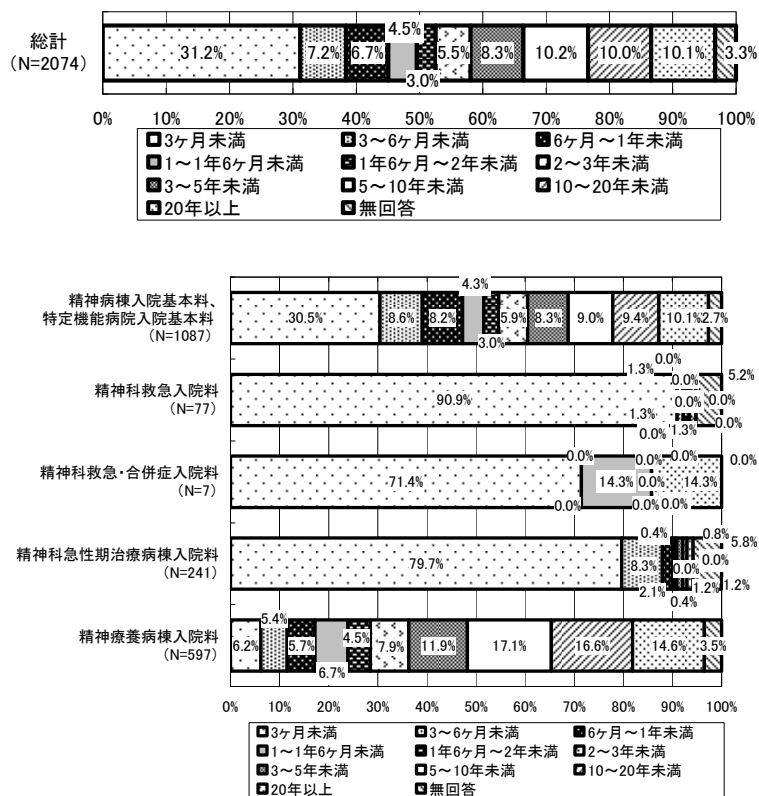 総計
(N=2074)
31.2% 7.2% 6.7% 4.5% 3.0% 5.5% 8.3% 10.2% 10.0% 10.1% 3.3%
0% 10% 20% 30% 40% 50% 60% 70% 80% 90% 100%
3ヶ月未満 3～6ヶ月未満 6ヶ月～1年未満
1～1年6ヶ月未満 1年6ヶ月～2年未満 2～3年未満
3～5年未満 5～10年未満 10～20年未満
20年以上 無回答
精神病棟入院基本料、
特定機能病院入院基本料
(N=1087)
30.5% 8.6% 8.2% 4.3% 3.0% 5.9% 8.3% 9.0% 9.4% 10.1% 2.7%
精神科救急入院料
(N=77)
90.9% 1.3% 1.3% 0.0% 0.0% 1.3% 0.0% 0.0% 0.0% 0.0% 5.2%
精神科救急・合併症入院料
(N=7)
71.4% 0.0% 0.0% 14.3% 0.0% 0.0% 0.0% 0.0% 0.0% 14.3% 0.0%
精神科急性期治療病棟入院料
(N=241)
79.7% 8.3% 2.1% 0.4% 0.4% 0.0% 1.2% 0.8% 0.0% 1.2% 5.8%
精神療養病棟入院料
(N=597)
6.2% 5.4% 5.7% 6.7% 4.5% 7.9% 11.9% 17.1% 16.6% 14.6% 3.5%
0% 10% 20% 30% 40% 50% 60% 70% 80% 90% 100%
3ヶ月未満 3～6ヶ月未満 6ヶ月～1年未満
1～1年6ヶ月未満 1年6ヶ月～2年未満 2～3年未満
3～5年未満 5～10年未満 10～20年未満
20年以上 無回答